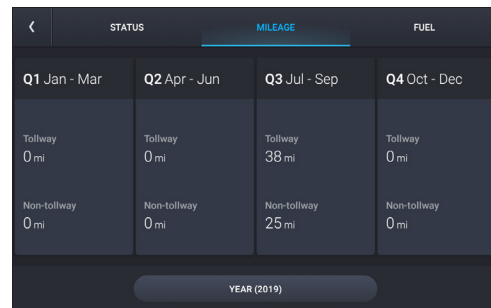 STATUS MILEAGE FUEL
Q1 Jan - Mar Q2 Apr - Jun Q3 Jul - Sep Q4 Oct - Dec
Tollway Tollway Tollway Tollway
0 mi 0 mi 38 mi 0 mi
Non-tollway Non-tollway Non-tollway Non-tollway
0 mi 0 mi 25 mi 0 mi
YEAR (2019)